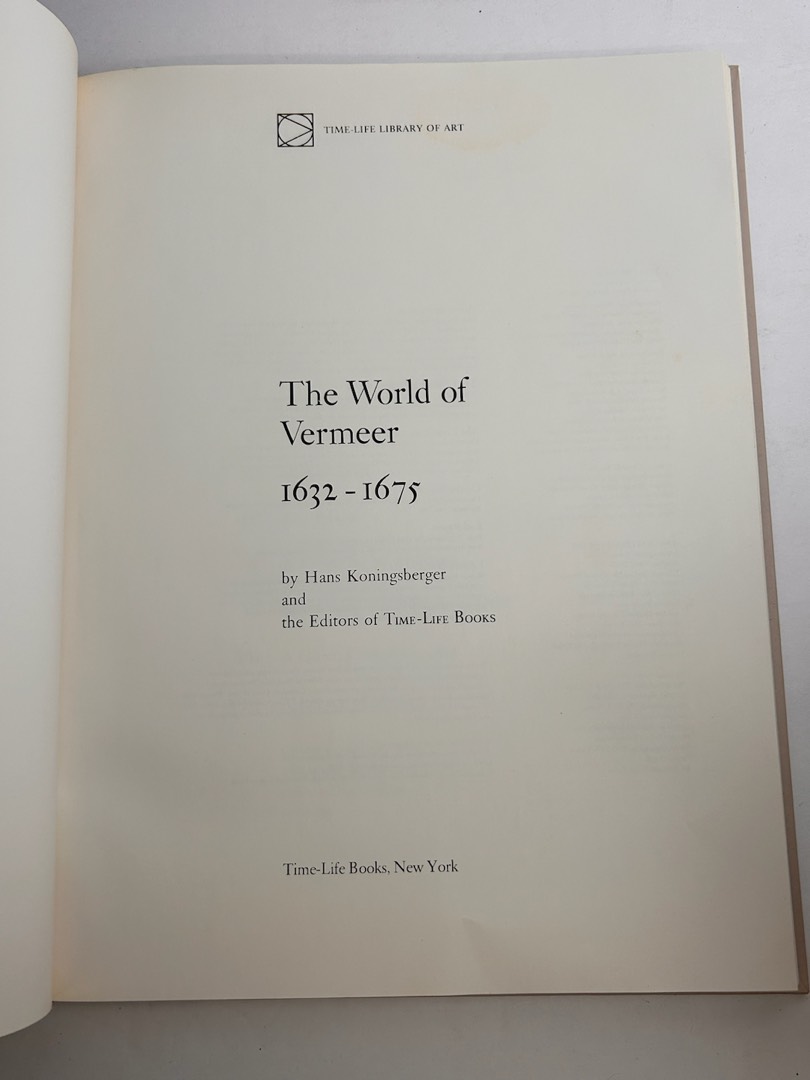 TIME-LIFE LIBRARY OF ART
The World of
Vermeer
1632 - 1675
by Hans Koningsberger
and
the Editors of TIME-LIFE BOOKS
Time-Life Books, New York